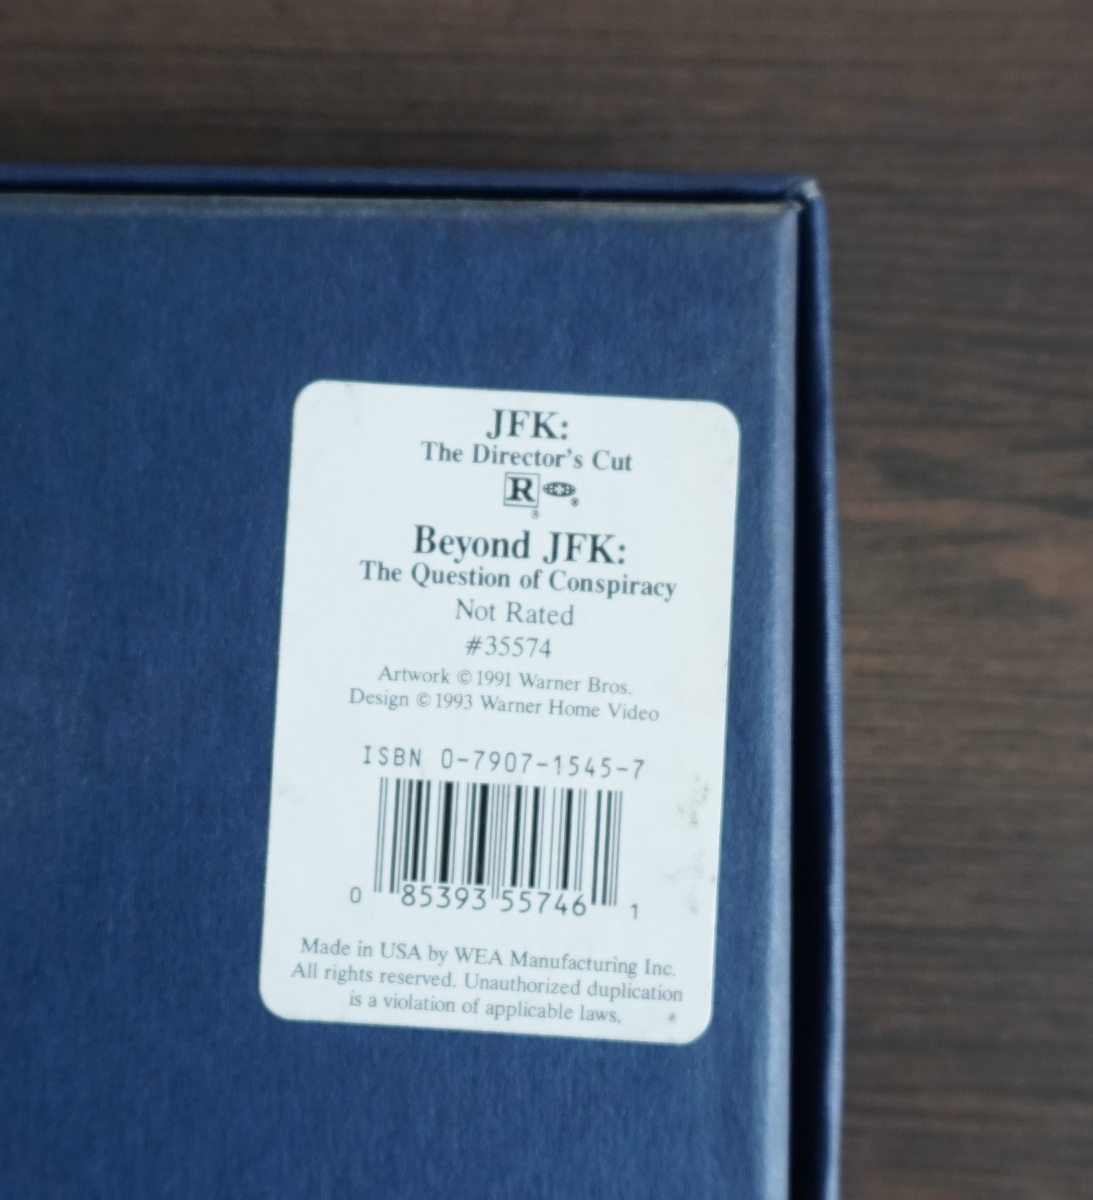 JFK:
The Director's Cut
R ®
®
Beyond JFK:
The Question of Conspiracy
Not Rated
#35574
Artwork © 1991 Warner Bros.
Design © 1993 Warner Home Video
ISBN 0-7907-1545-7
0 85393 55746 1
Made in USA by WEA Manufacturing Inc.
All rights reserved. Unauthorized duplication
is a violation of applicable laws.